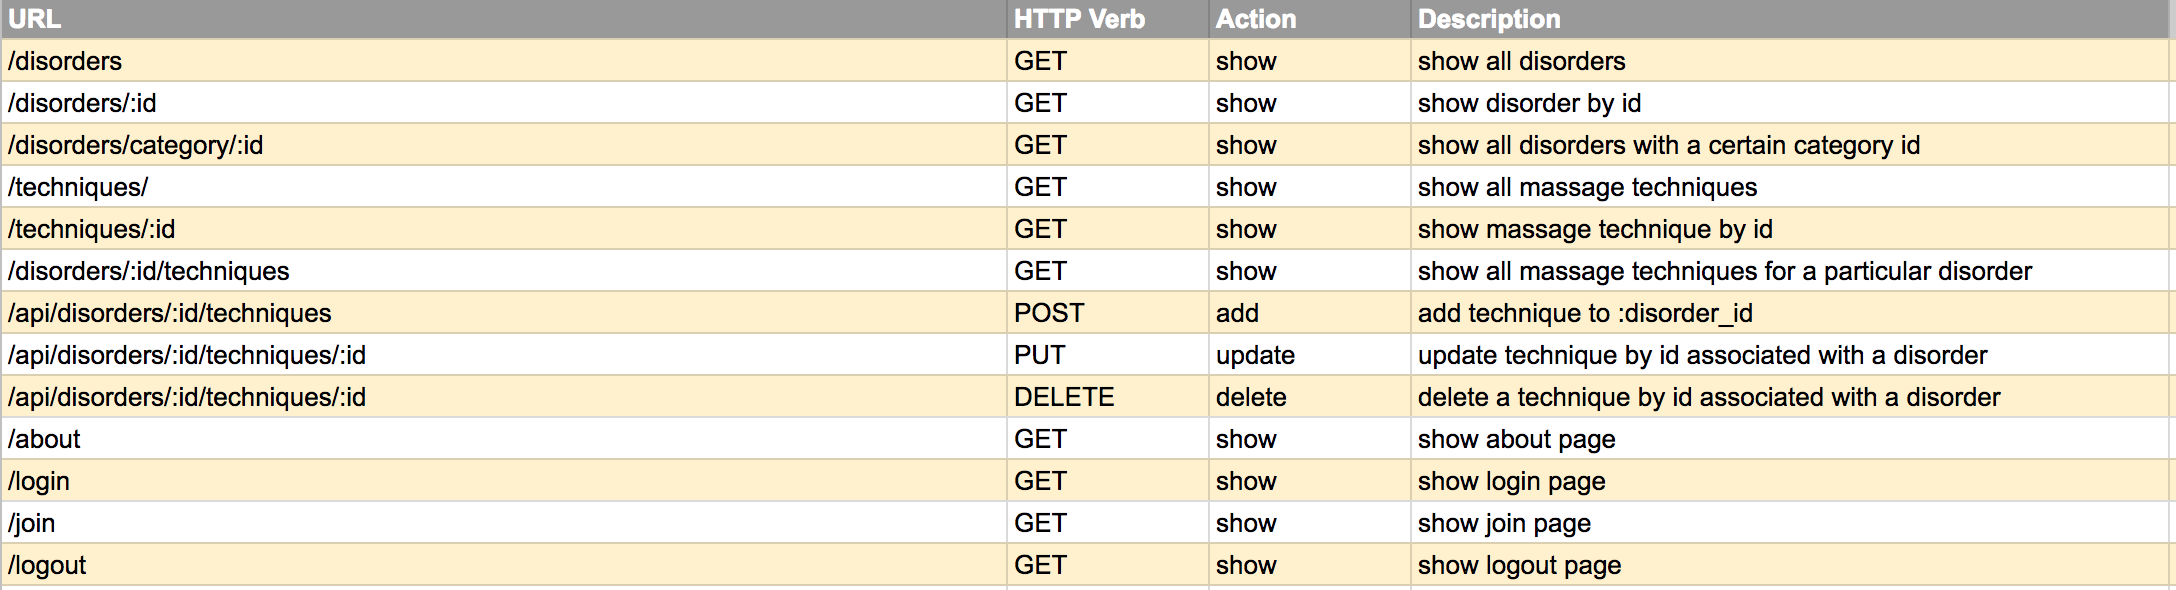 URL HTTP Verb Action Description
/disorders GET show show all disorders
/disorders/:id GET show show disorder by id
/disorders/category/:id GET show show all disorders with a certain category id
/techniques/ GET show show all massage techniques
/techniques/:id GET show show massage technique by id
/disorders/:id/techniques GET show show all massage techniques for a particular disorder
/api/disorders/:id/techniques POST add add technique to :disorder_id
/api/disorders/:id/techniques/:id PUT update update technique by id associated with a disorder
/api/disorders/:id/techniques/:id DELETE delete delete a technique by id associated with a disorder
/about GET show show about page
/login GET show show login page
/join GET show show join page
/logout GET show show logout page